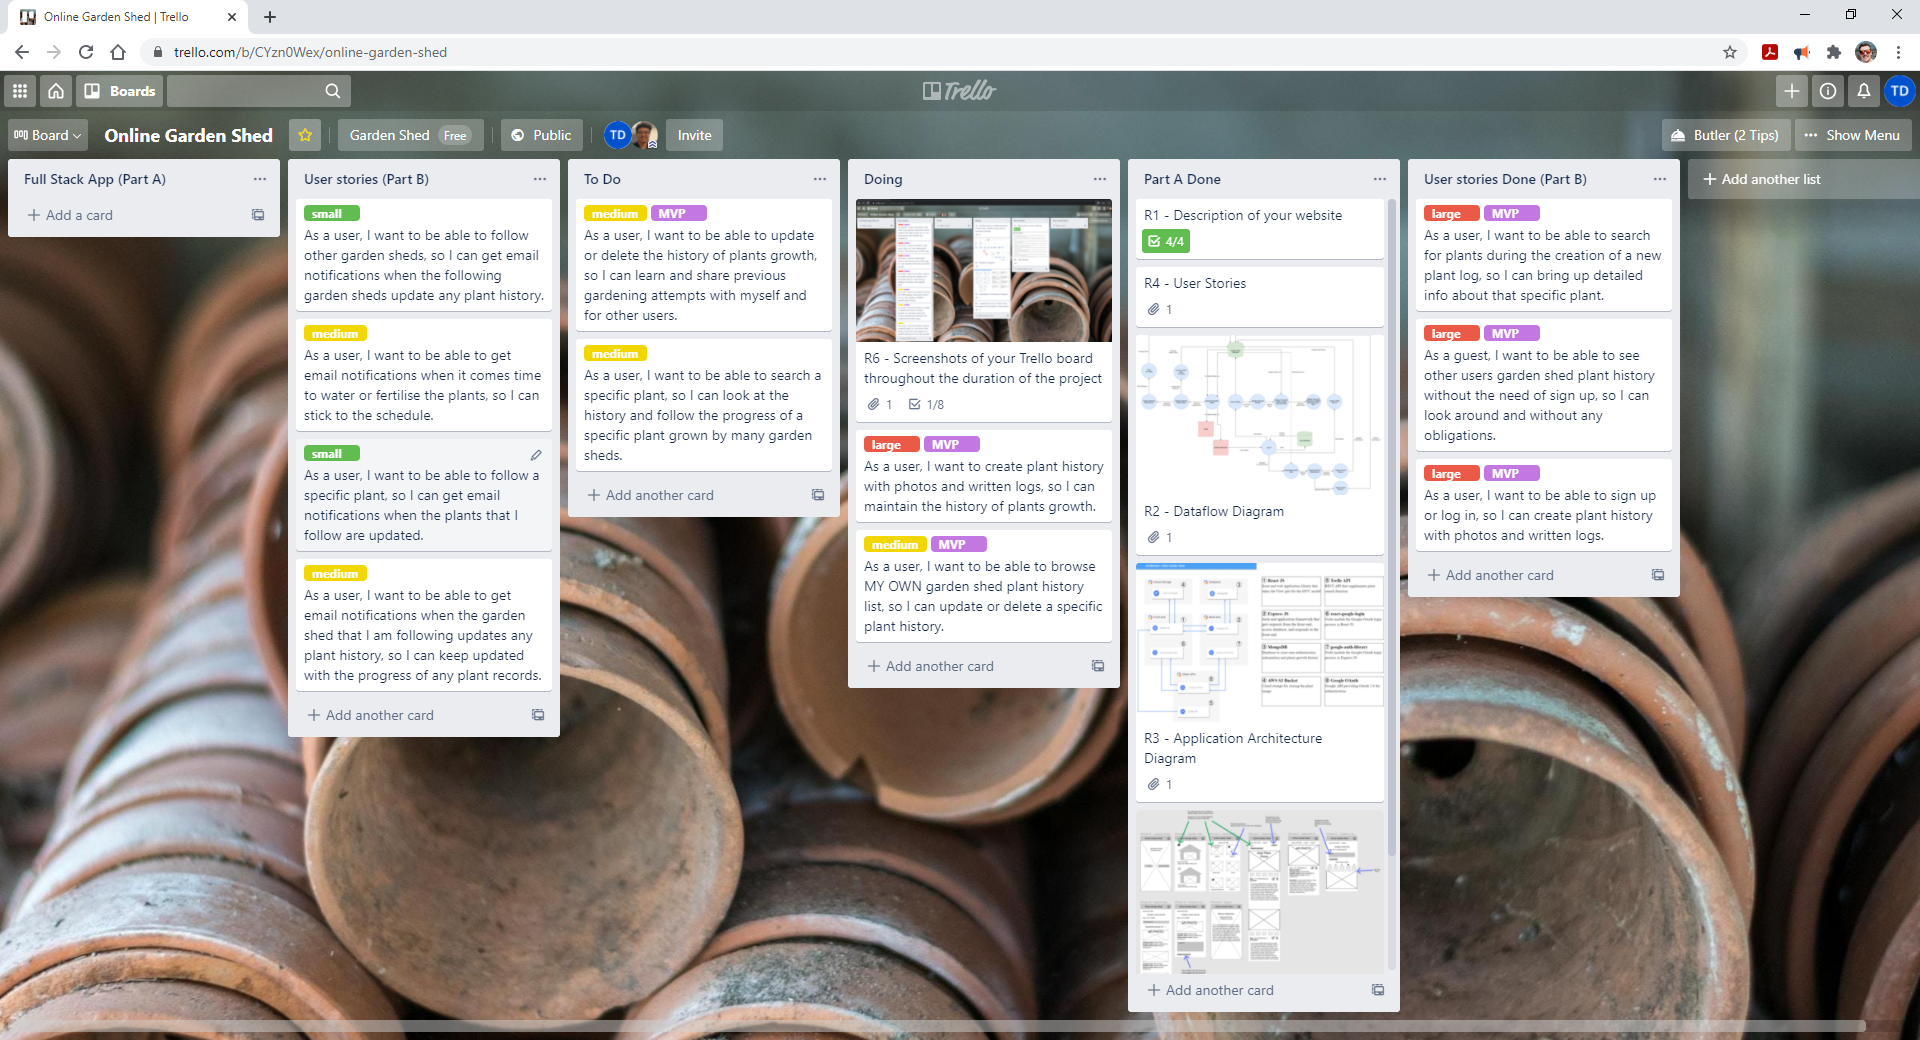 Online Garden Shed | Trello
trello.com/b/CYzn0Wex/online-garden-shed
Boards
Trello
TD
Board
Online Garden Shed
Garden Shed Free
Public
TD
Invite
Butler (2 Tips)
Show Menu
Full Stack App (Part A)
Add a card
User stories (Part B)
small
As a user, I want to be able to follow
other garden sheds, so I can get email
notifications when the following
garden sheds update any plant history.
medium
As a user, I want to be able to get
email notifications when it comes time
to water or fertilise the plants, so I can
stick to the schedule.
small
As a user, I want to be able to follow a
specific plant, so I can get email
notifications when the plants that I
follow are updated.
medium
As a user, I want to be able to get
email notifications when the garden
shed that I am following updates any
plant history, so I can keep updated
with the progress of any plant records.
Add another card
To Do
medium MVP
As a user, I want to be able to update
or delete the history of plants growth,
so I can learn and share previous
gardening attempts with myself and
for other users.
medium
As a user, I want to be able to search a
specific plant, so I can look at the
history and follow the progress of a
specific plant grown by many garden
sheds.
Add another card
Doing
R6 - Screenshots of your Trello board
throughout the duration of the project
1 1/8
large MVP
As a user, I want to create plant history
with photos and written logs, so I can
maintain the history of plants growth.
medium MVP
As a user, I want to be able to browse
MY OWN garden shed plant history
list, so I can update or delete a specific
plant history.
Add another card
Part A Done
R1 - Description of your website
4/4
R4 - User Stories
1
R2 - Dataflow Diagram
1
R3 - Application Architecture
Diagram
1
Add another card
User stories Done (Part B)
large MVP
As a user, I want to be able to search
for plants during the creation of a new
plant log, so I can bring up detailed
info about that specific plant.
large MVP
As a guest, I want to be able to see
other users garden shed plant history
without the need of sign up, so I can
look around and without any
obligations.
large MVP
As a user, I want to be able to sign up
or log in, so I can create plant history
with photos and written logs.
Add another card
Add another list